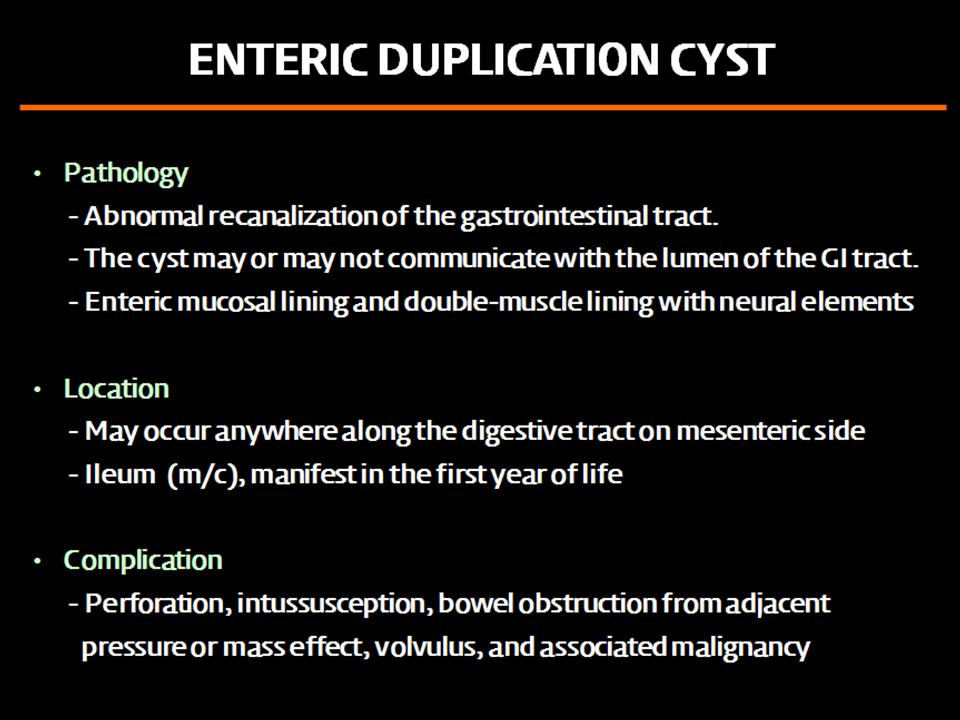 ENTERIC DUPLICATION CYST
• Pathology
- Abnormal recanalization of the gastrointestinal tract.
- The cyst may or may not communicate with the lumen of the GI tract.
- Enteric mucosal lining and double-muscle lining with neural elements
• Location
- May occur anywhere along the digestive tract on mesenteric side
- Ileum (m/c), manifest in the first year of life
• Complication
- Perforation, intussusception, bowel obstruction from adjacent
pressure or mass effect, volvulus, and associated malignancy